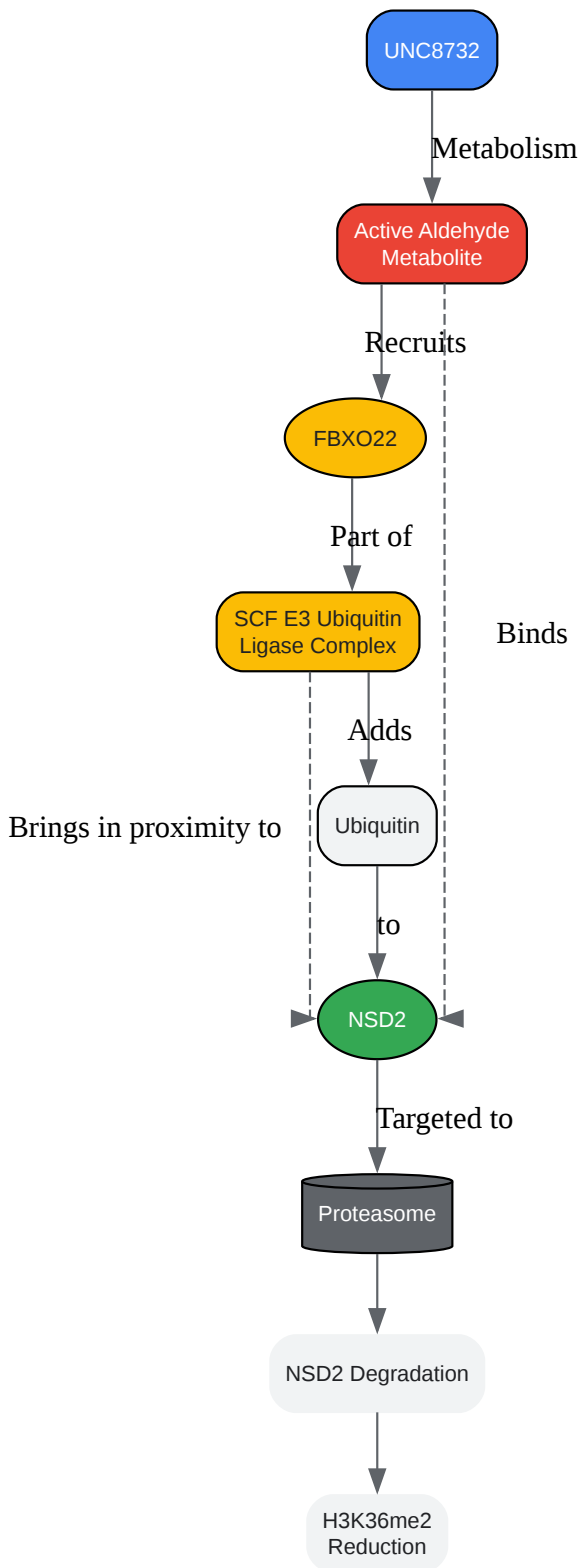 UNC8732
Metabolism
Active Aldehyde
Metabolite
Recruits
FBXO22
Part of
SCF E3 Ubiquitin
Ligase Complex
Binds
Adds
Ubiquitin
Brings in proximity to
to
NSD2
Targeted to
Proteasome
NSD2 Degradation
H3K36me2
Reduction